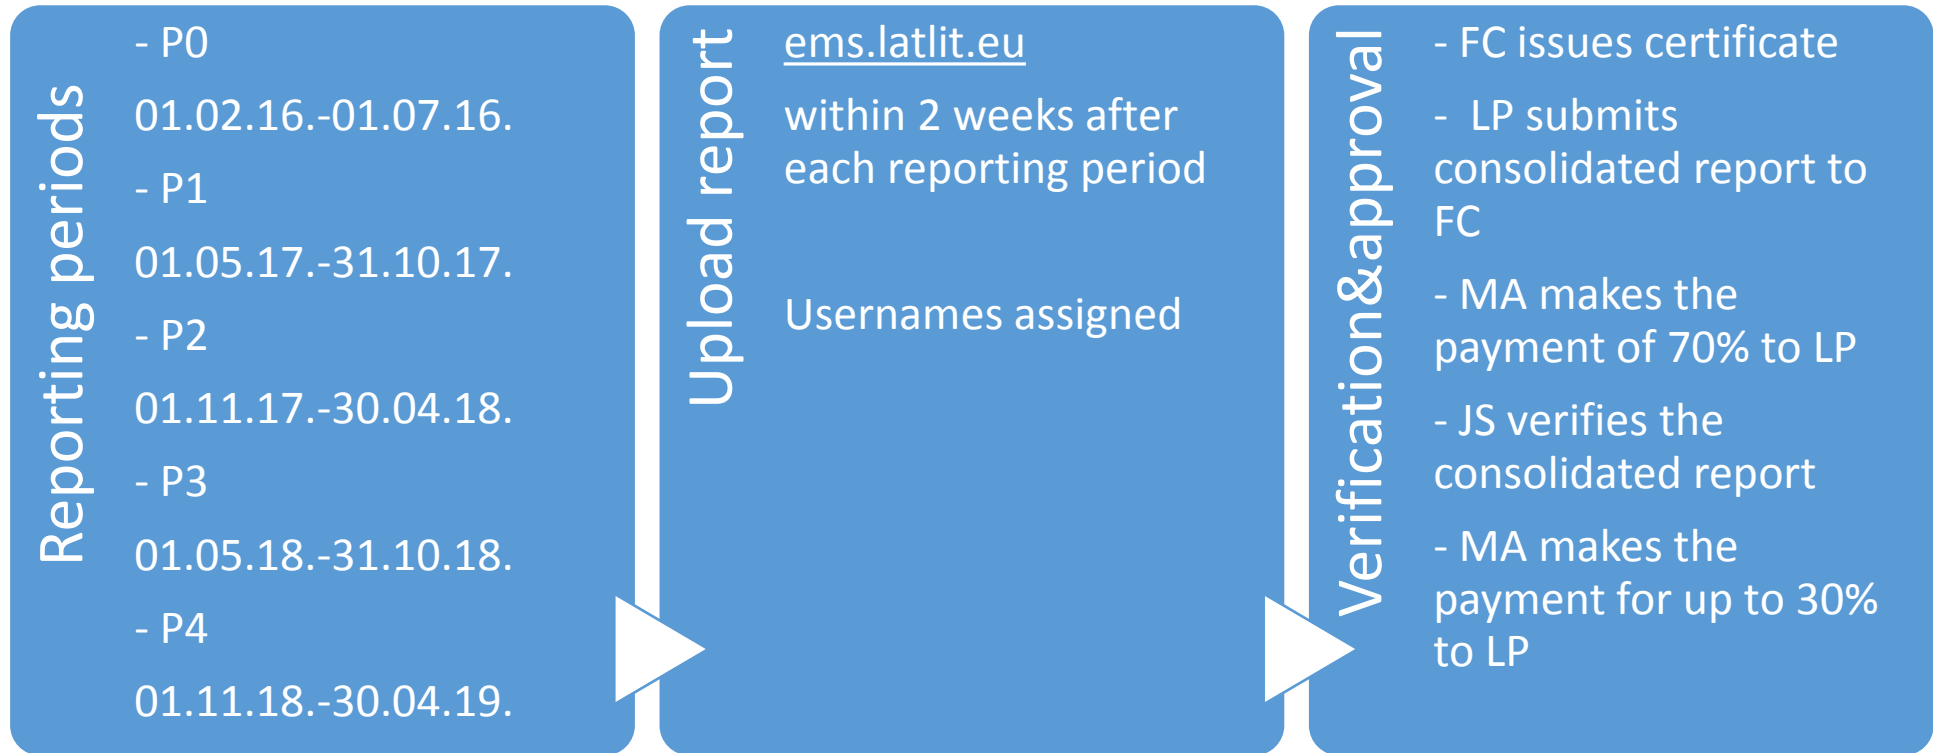 Reporting periods
- P0
01.02.16.-01.07.16.
- P1
01.05.17.-31.10.17.
- P2
01.11.17.-30.04.18.
- P3
01.05.18.-31.10.18.
- P4
01.11.18.-30.04.19.
Upload report
ems.latlit.eu
within 2 weeks after
each reporting period
Usernames assigned
Verification&approval
- FC issues certificate
- LP submits
consolidated report to
FC
- MA makes the
payment of 70% to LP
- JS verifies the
consolidated report
- MA makes the
payment for up to 30%
to LP